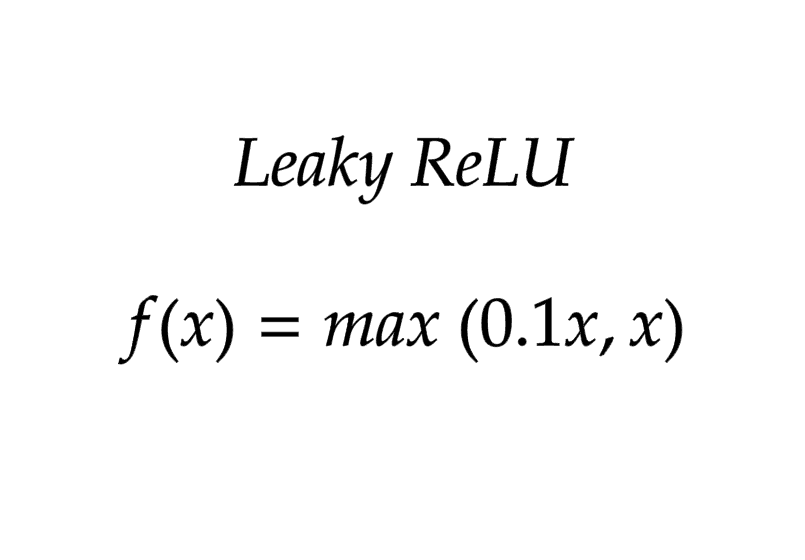 Leaky ReLU
f(x) = max (0.1x, x)